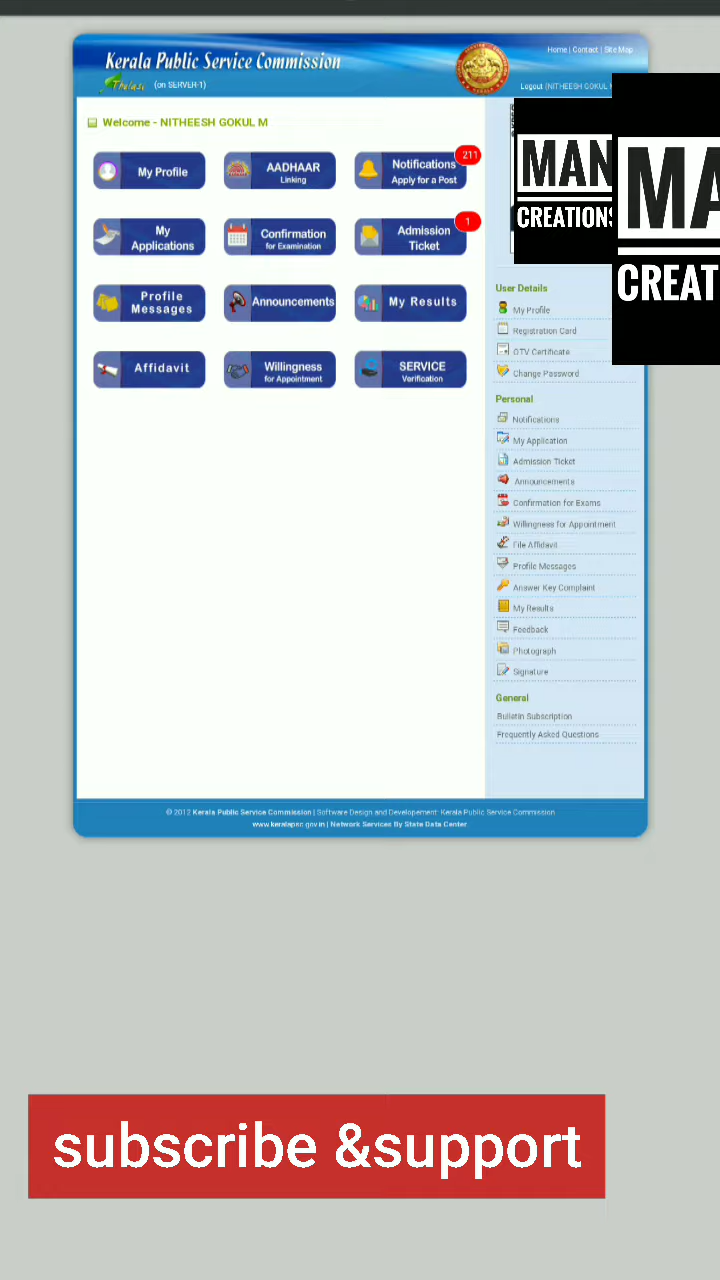 Kerala Public Service Commission
Home | Contact | Site Map
Thulasi (on SERVER-1)
Logout (NITHEESH GOKUL
Welcome - NITHEESH GOKUL M
My Profile
AADHAAR
Linking
211
Notifications
Apply for a Post
My
Applications
Confirmation
for Examination
1
Admission
Ticket
Profile
Messages
Announcements
My Results
Affidavit
Willingness
for Appointment
SERVICE
Verification
MAN
CREATIONS
MA
CREAT
User Details
My Profile
Registration Card
OTV Certificate
Change Password
Personal
Notifications
My Application
Admission Ticket
Announcements
Confirmation for Exams
Willingness for Appointment
File Affidavit
Profile Messages
Answer Key Complaint
My Results
Feedback
Photograph
Signature
General
Bulletin Subscription
Frequently Asked Questions
© 2012 Kerala Public Service Commission | Software Design and Developement: Kerala Public Service Commission
www.keralapsc.gov.in | Network Services By State Data Center
subscribe &support